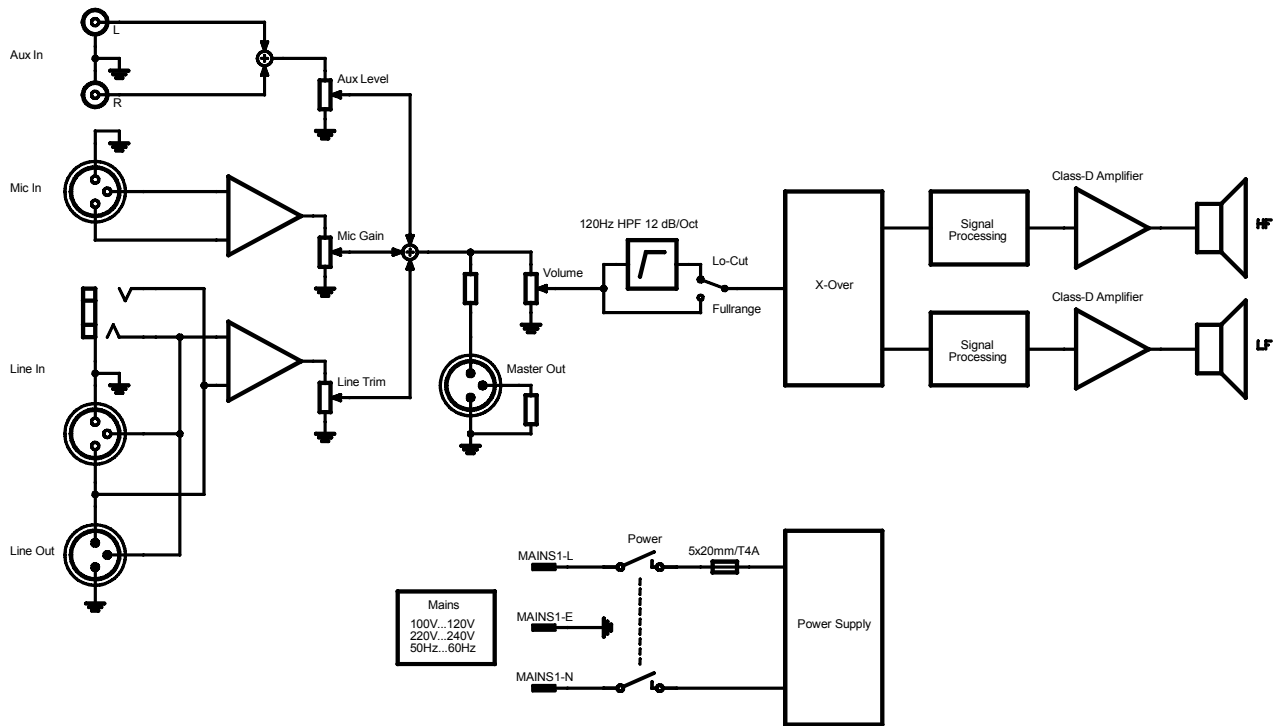 L
Aux In
Aux Level
R
Mic In
Mic Gain
Line In
Line Trim
Line Out
Master Out
Volume
120Hz HPF 12 dB/Oct
Lo-Cut
Fullrange
X-Over
Signal
Processing
Class-D Amplifier
HF
Signal
Processing
Class-D Amplifier
LF
Mains
100V...120V
220V...240V
50Hz...60Hz
MAINS1-L
MAINS1-E
MAINS1-N
Power
5x20mm/T4A
Power Supply